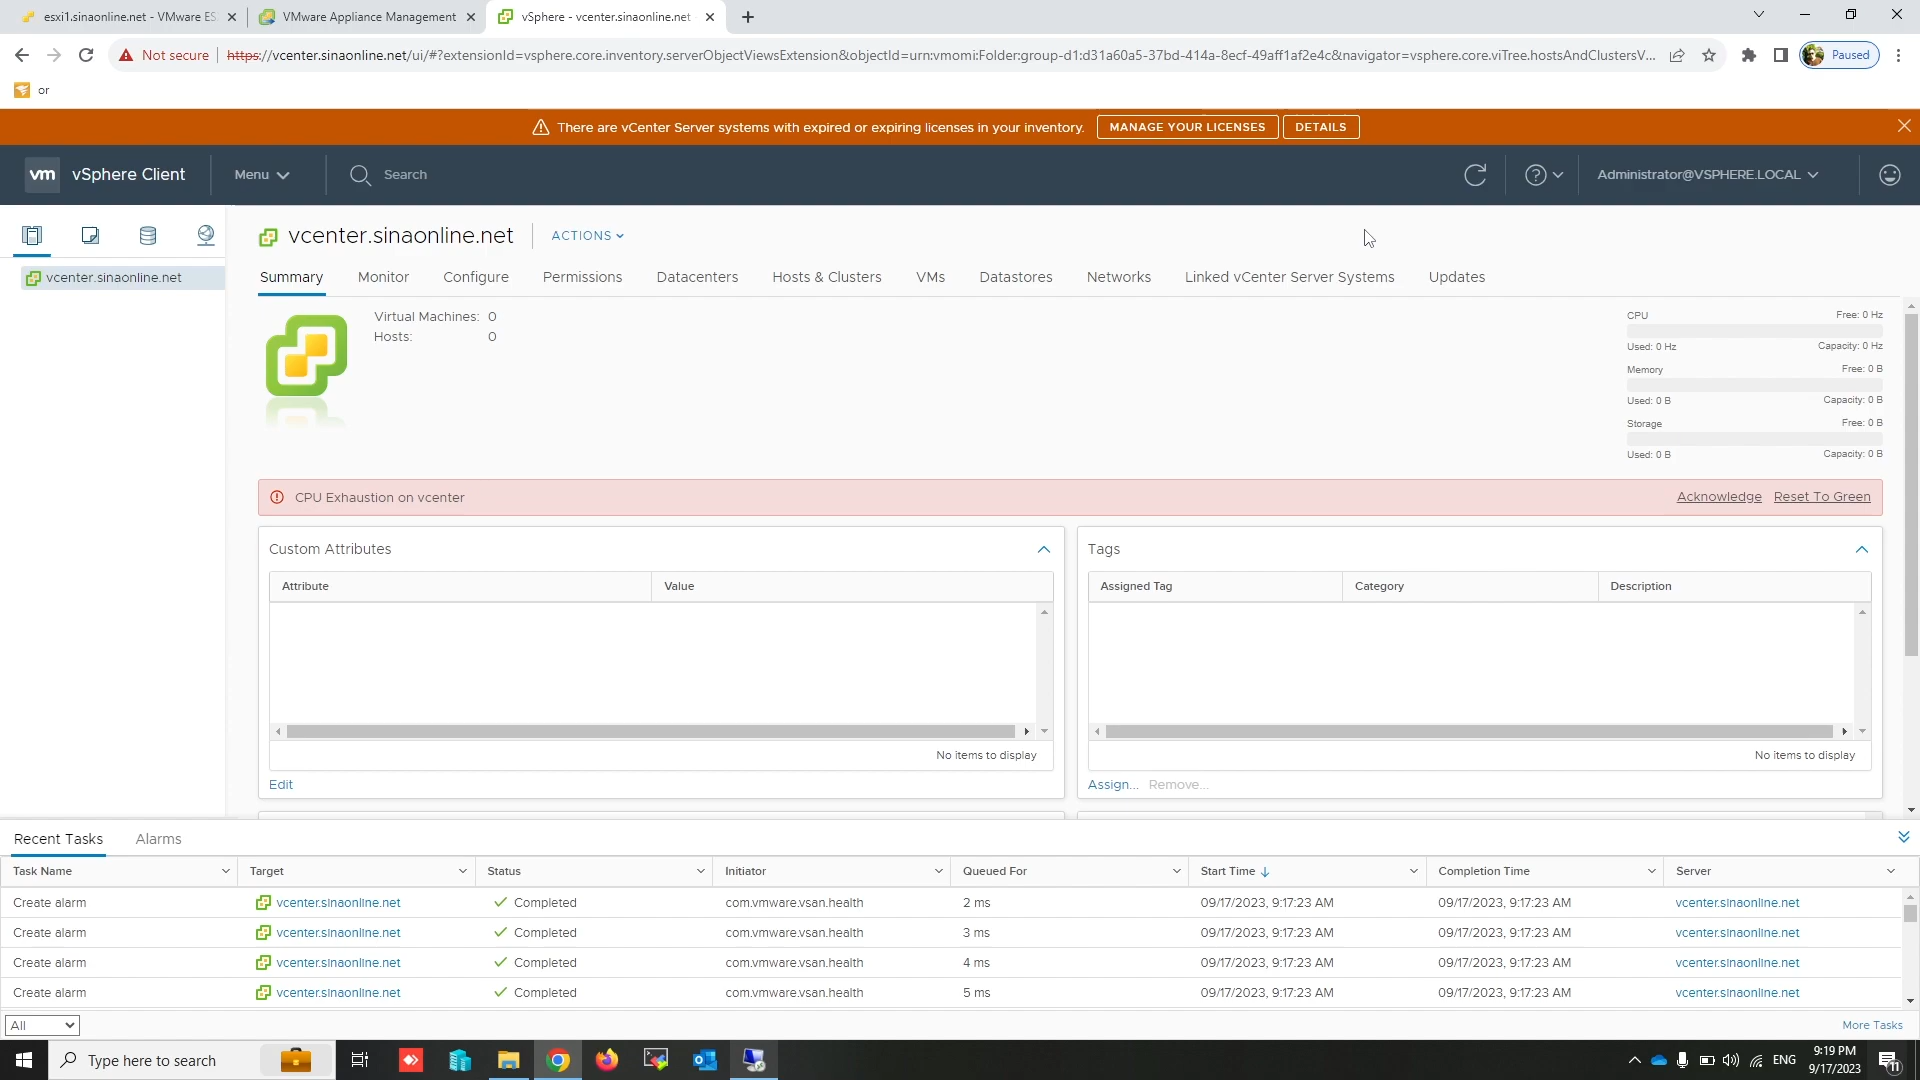 esxi1.sinaonline.net - VMware ES
VMware Appliance Management
vSphere - vcenter.sinaonline.net
Not secure
https://vcenter.sinaonline.net/ui/#?extensionId=vsphere.core.inventory.serverObjectViewsExtension&objectId=urn:vmomi:Folder:group-d1:d31a60a5-37bd-414a-8ecf-49aff1af2e4c&navigator=vsphere.core.viTree.hostsAndClustersV...
Paused
or
There are vCenter Server systems with expired or expiring licenses in your inventory.
MANAGE YOUR LICENSES
DETAILS
vm
vSphere Client
Menu
Search
Administrator@VSPHERE.LOCAL
vcenter.sinaonline.net
vcenter.sinaonline.net
ACTIONS
Summary
Monitor
Configure
Permissions
Datacenters
Hosts & Clusters
VMs
Datastores
Networks
Linked vCenter Server Systems
Updates
Virtual Machines: 0
Hosts: 0
CPU Free: 0 Hz
Used: 0 Hz Capacity: 0 Hz
Memory Free: 0 B
Used: 0 B Capacity: 0 B
Storage Free: 0 B
Used: 0 B Capacity: 0 B
CPU Exhaustion on vcenter
Acknowledge
Reset To Green
Custom Attributes
Attribute Value
No items to display
Edit
Tags
Assigned Tag Category Description
No items to display
Assign... Remove...
Recent Tasks
Alarms
Task Name Target Status Initiator Queued For Start Time Completion Time Server
Create alarm vcenter.sinaonline.net Completed com.vmware.vsan.health 2 ms 09/17/2023, 9:17:23 AM 09/17/2023, 9:17:23 AM vcenter.sinaonline.net
Create alarm vcenter.sinaonline.net Completed com.vmware.vsan.health 3 ms 09/17/2023, 9:17:23 AM 09/17/2023, 9:17:23 AM vcenter.sinaonline.net
Create alarm vcenter.sinaonline.net Completed com.vmware.vsan.health 4 ms 09/17/2023, 9:17:23 AM 09/17/2023, 9:17:23 AM vcenter.sinaonline.net
Create alarm vcenter.sinaonline.net Completed com.vmware.vsan.health 5 ms 09/17/2023, 9:17:23 AM 09/17/2023, 9:17:23 AM vcenter.sinaonline.net
All
More Tasks
Type here to search
ENG
9:19 PM
9/17/2023
11